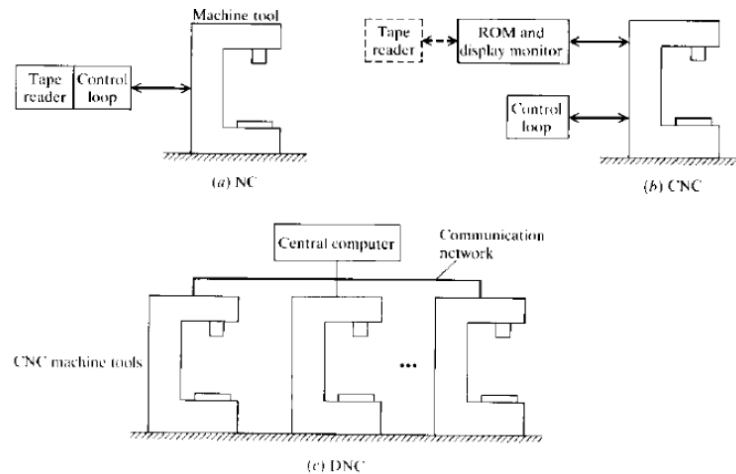 Machine tool
Tape reader
Control loop
(a) NC
Tape reader
ROM and display monitor
Control loop
(b) CNC
Central computer
Communication network
CNC machine tools
(c) DNC